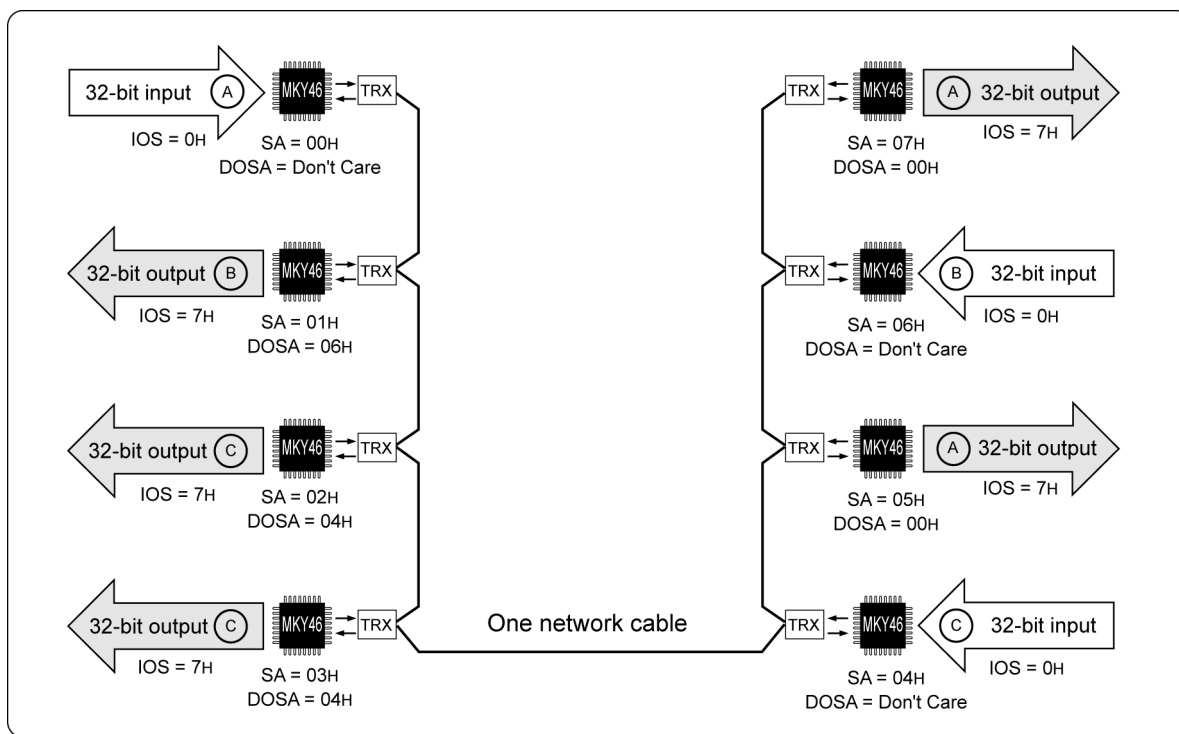 32-bit input A
IOS = 0H
MKY46
TRX
SA = 00H
DOSA = Don't Care
32-bit output B
IOS = 7H
MKY46
TRX
SA = 01H
DOSA = 06H
32-bit output C
IOS = 7H
MKY46
TRX
SA = 02H
DOSA = 04H
32-bit output C
IOS = 7H
MKY46
TRX
SA = 03H
DOSA = 04H
One network cable
TRX
MKY46
A 32-bit output
IOS = 7H
SA = 07H
DOSA = 00H
TRX
MKY46
B 32-bit input
IOS = 0H
SA = 06H
DOSA = Don't Care
TRX
MKY46
A 32-bit output
IOS = 7H
SA = 05H
DOSA = 00H
TRX
MKY46
C 32-bit input
IOS = 0H
SA = 04H
DOSA = Don't Care